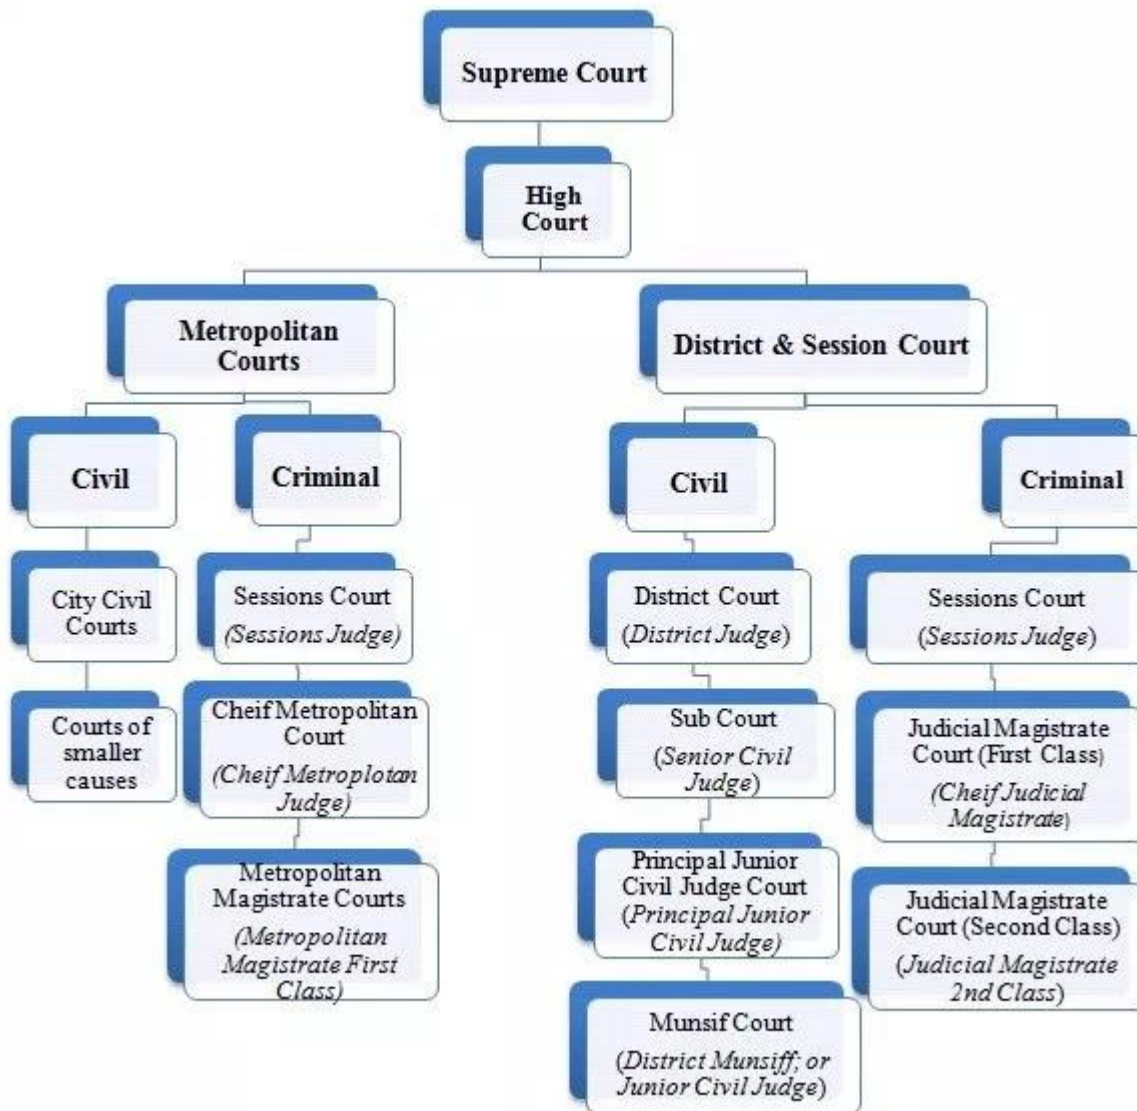 Supreme Court
High
Court
Metropolitan
Courts
District & Session Court
Civil
Criminal
Civil
Criminal
City Civil
Courts
Sessions Court
(Sessions Judge)
District Court
(District Judge)
Sessions Court
(Sessions Judge)
Courts of
smaller
causes
Cheif Metropolitan
Court
(Cheif Metroplotan
Judge)
Sub Court
(Senior Civil
Judge)
Judicial Magistrate
Court (First Class)
(Cheif Judicial
Magistrate)
Metropolitan
Magistrate Courts
(Metropolitan
Magistrate First
Class)
Principal Junior
Civil Judge Court
(Principal Junior
Civil Judge)
Judicial Magistrate
Court (Second Class)
(Judicial Magistrate
2nd Class)
Munsif Court
(District Munsiff; or
Junior Civil Judge)